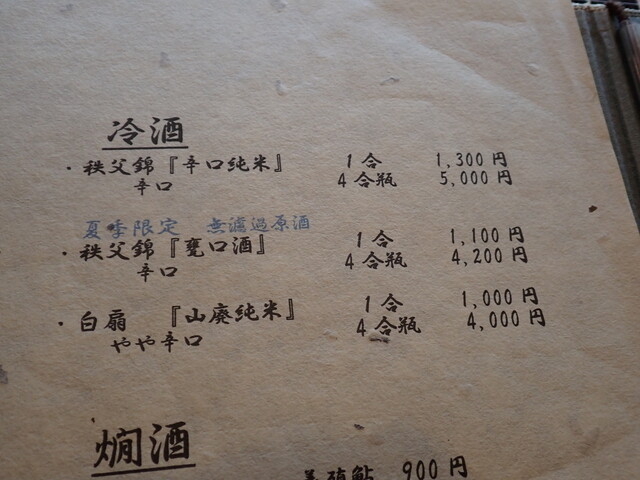 冷酒
・秩父錦『辛口純米』 1合 1,300円
辛口 4合瓶 5,000円
夏季限定 無濾過原酒
・秩父錦『甕口酒』 1合 1,100円
辛口 4合瓶 4,200円
・白扇 『山廃純米』 1合 1,000円
やや辛口 4合瓶 4,000円
燗酒
養殖鮎 900円